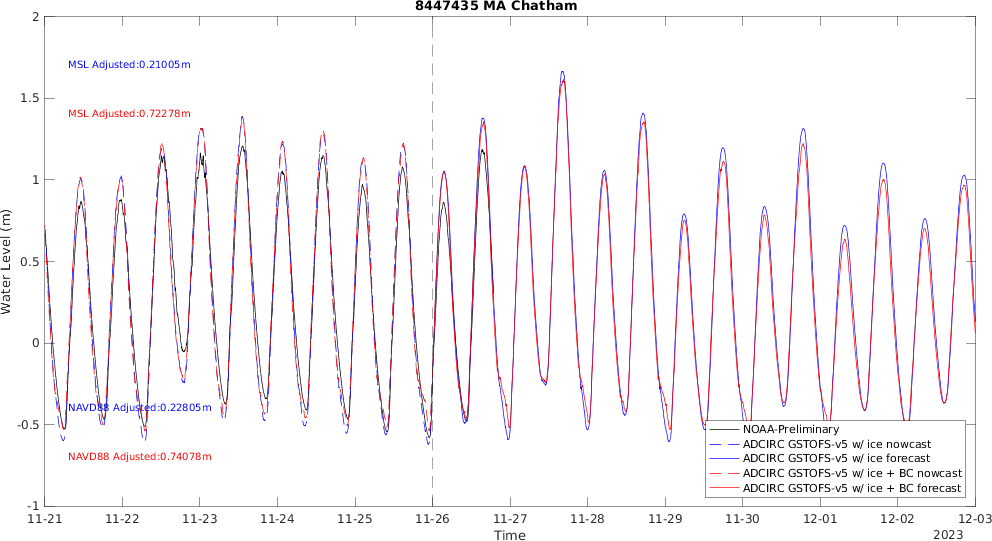 8447435 MA Chatham
2
1.5
1
0.5
0
-0.5
-1
Water Level (m)
MSL Adjusted:0.21005m
MSL Adjusted:0.72278m
NAVD88 Adjusted:0.22805m
NAVD88 Adjusted:0.74078m
NOAA-Preliminary
ADCIRC GSTOFS-v5 w/ ice nowcast
ADCIRC GSTOFS-v5 w/ ice forecast
ADCIRC GSTOFS-v5 w/ ice + BC nowcast
ADCIRC GSTOFS-v5 w/ ice + BC forecast
11-21 11-22 11-23 11-24 11-25 11-26 11-27 11-28 11-29 11-30 12-01 12-02 12-03
Time
2023